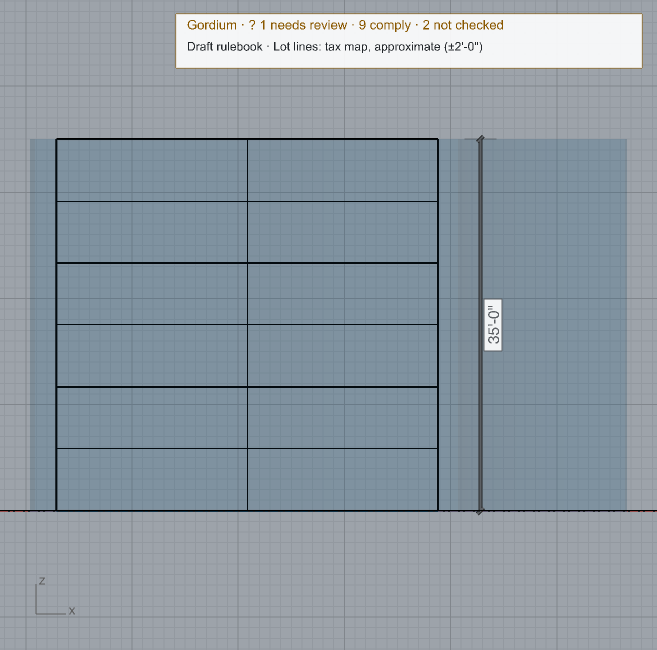 Gordium · ? 1 needs review · 9 comply · 2 not checked
Draft rulebook · Lot lines: tax map, approximate (±2'-0")
35'-0"
z
x